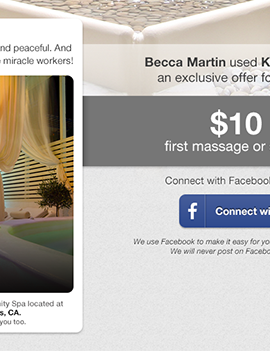 nd peaceful. And
miracle workers!
ity Spa located at
s, CA.
you too.
Becca Martin used K
an exclusive offer fo
$10
first massage or
Connect with Facebook
f Connect wi
We use Facebook to make it easy for you
We will never post on Facebo